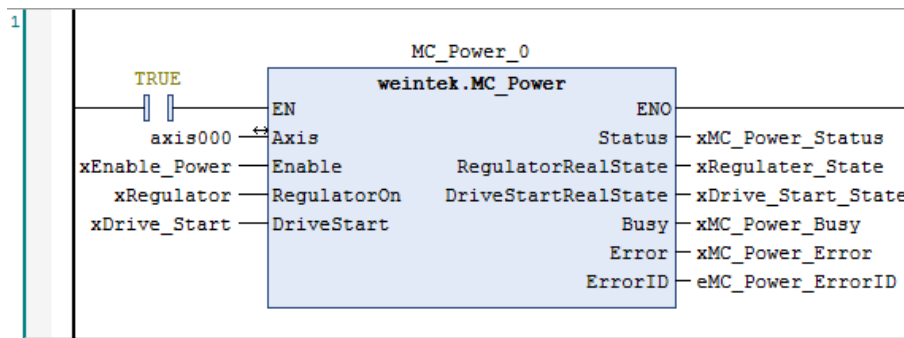 1
MC_Power_0
TRUE
weintek.MC_Power
EN ENO
axis000 Axis Status xMC_Power_Status
xEnable_Power Enable RegulatorRealState xRegulater_State
xRegulator RegulatorOn DriveStartRealState xDrive_Start_State
xDrive_Start DriveStart Busy xMC_Power_Busy
Error xMC_Power_Error
ErrorID eMC_Power_ErrorID